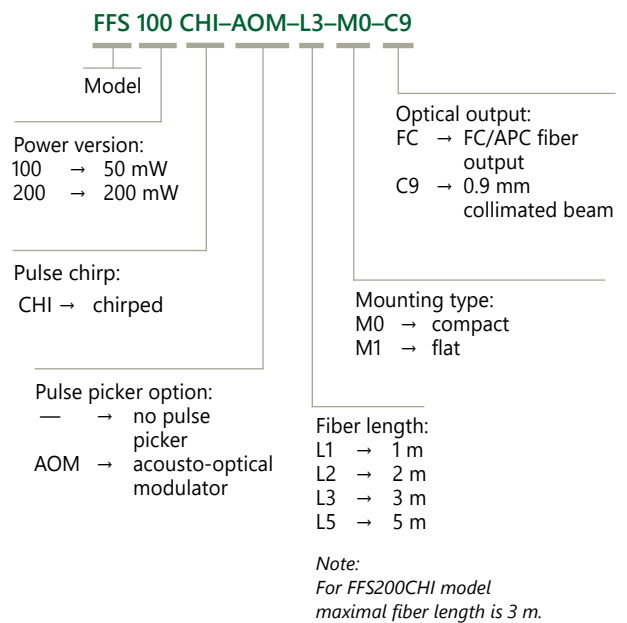 FFS 100 CHI–AOM–L3–M0–C9
Model
Power version:
100 → 50 mW
200 → 200 mW
Pulse chirp:
CHI → chirped
Pulse picker option:
— → no pulse
picker
AOM → acousto-optical
modulator
Fiber length:
L1 → 1 m
L2 → 2 m
L3 → 3 m
L5 → 5 m
Note:
For FFS200CHI model
maximal fiber length is 3 m.
Mounting type:
M0 → compact
M1 → flat
Optical output:
FC → FC/APC fiber
output
C9 → 0.9 mm
collimated beam